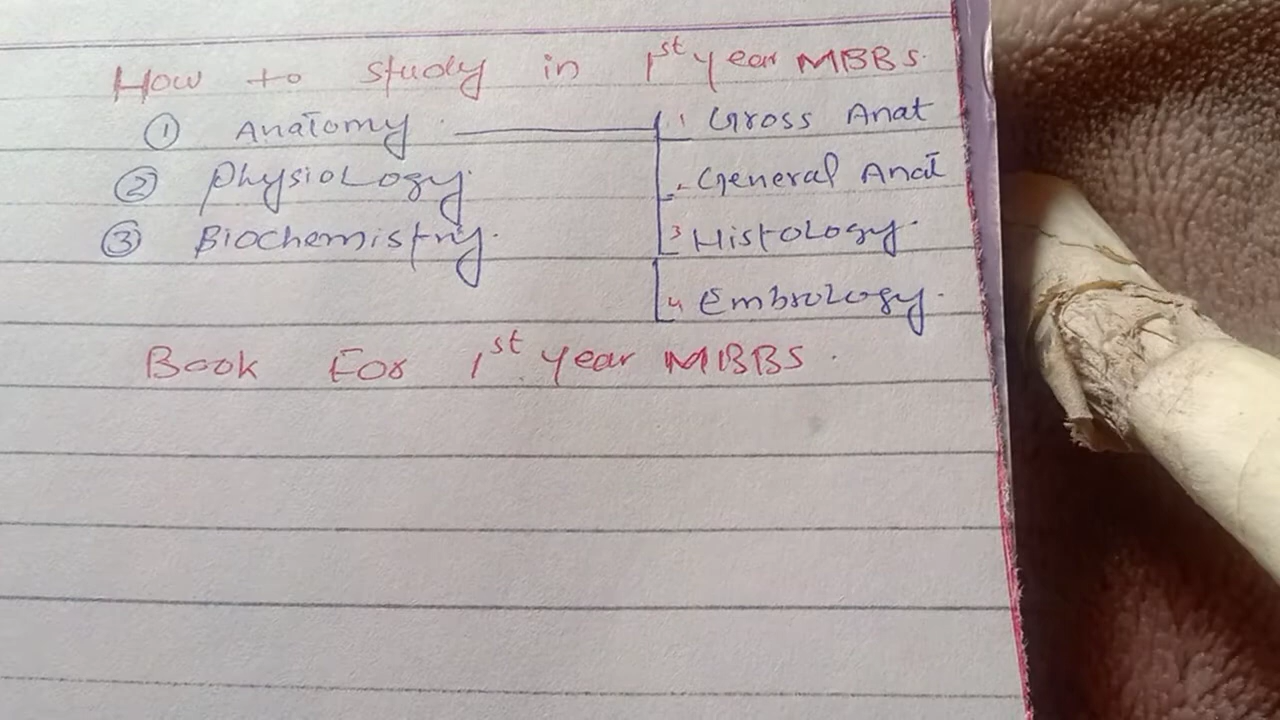 How to study in 1st year MBBS.
① Anatomy
② Physiology.
③ Biochemistry.
1 Gross Anat
2 General Anat
3 Histology.
4 Embrology.
Book For 1st year MBBS.